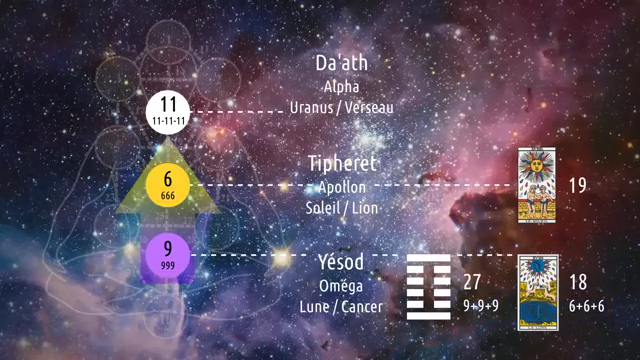 Da'ath
Alpha
Uranus / Verseau
11
11-11-11
Tipheret
Apollon
Soleil / Lion
6
666
19
Yésod
Oméga
Lune / Cancer
9
999
27
9+9+9
18
6+6+6